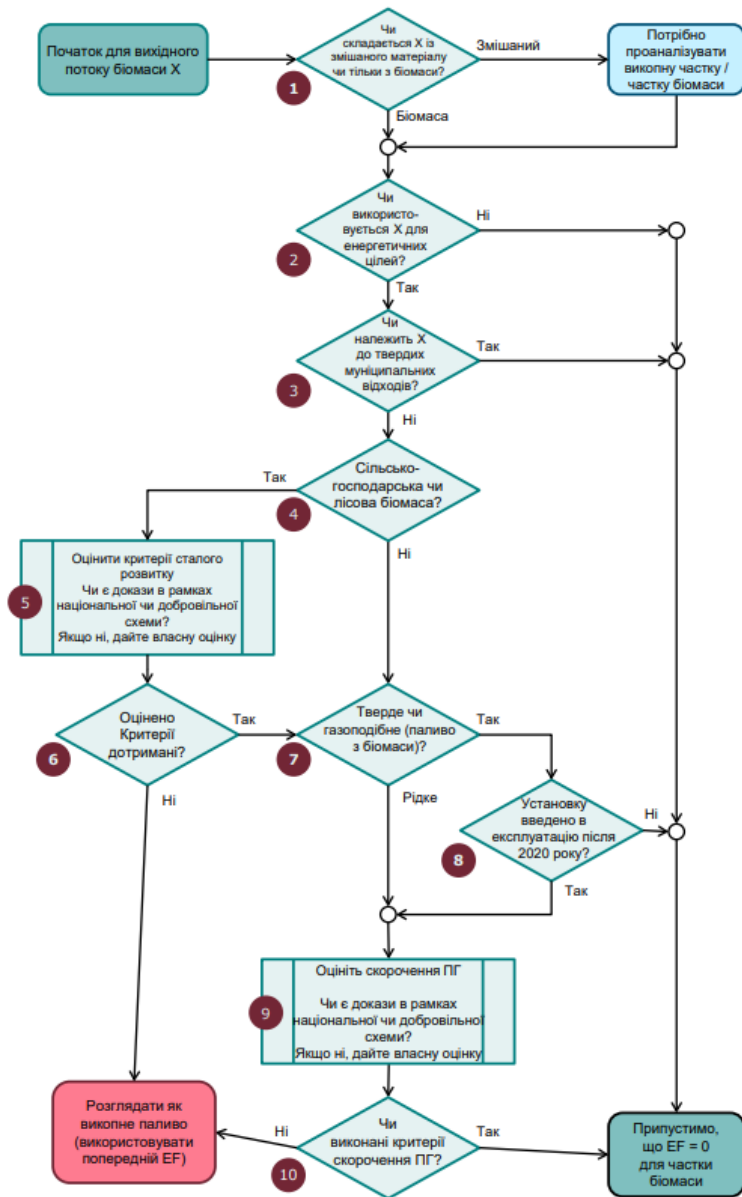 Початок для вихідного
потоку біомаси X
Чи
складається X із
змішаного матеріалу
чи тільки з біомаси?
Змішаний
Потрібно
проаналізувати
викопну частку /
частку біомаси
1
Біомаса
Чи
використо-
вується X для
енергетичних
цілей?
Ні
2
Так
Чи
належить X
до твердих
муніципальних
відходів?
Так
3
Ні
Сільсько-
господарська чи
лісова біомаса?
Так
4
Ні
Оцінити критерії сталого
розвитку
Чи є докази в рамках
національної чи добровільної
схеми?
Якщо ні, дайте власну оцінку
5
Оцінено
Критерії
дотримані?
Так
6
Ні
Тверде чи
газоподібне (паливо
з біомаси)?
Так
7
Рідке
Установку
введено в
експлуатацію після
2020 року?
Ні
8
Так
Оцініть скорочення ПГ
Чи є докази в рамках
національної чи добровільної
схеми?
Якщо ні, дайте власну оцінку
9
Розглядати як
викопне паливо
(використовувати
попередній EF)
Ні
Чи
виконані критерії
скорочення ПГ?
Так
10
Припустимо,
що EF = 0
для частки
біомаси